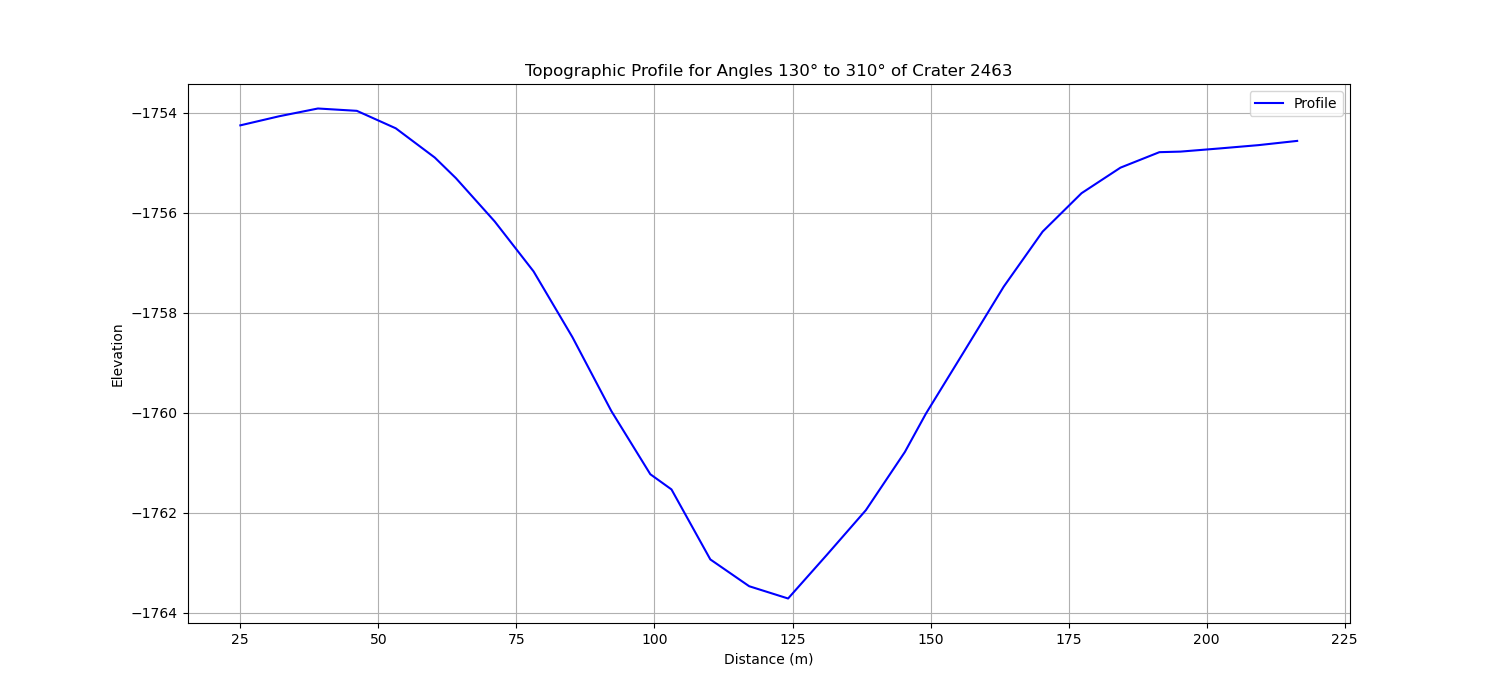 Topographic Profile for Angles 130° to 310° of Crater 2463
Profile
−1754
−1756
−1758
−1760
−1762
−1764
Elevation
25 50 75 100 125 150 175 200 225
Distance (m)